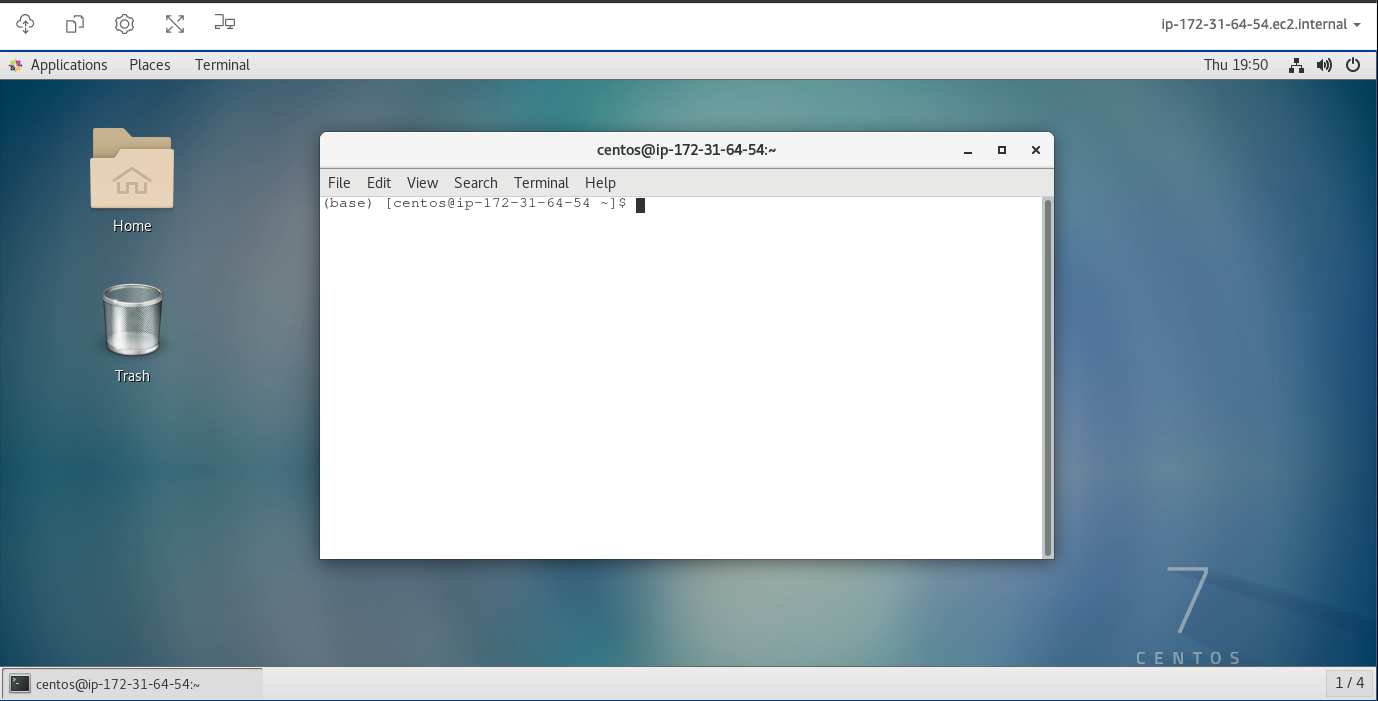 ip-172-31-64-54.ec2.internal
Applications Places Terminal Thu 19:50
Home
Trash
centos@ip-172-31-64-54:~
File Edit View Search Terminal Help
(base) [centos@ip-172-31-64-54 ~]$
7
CENTOS
centos@ip-172-31-64-54:~ 1 / 4